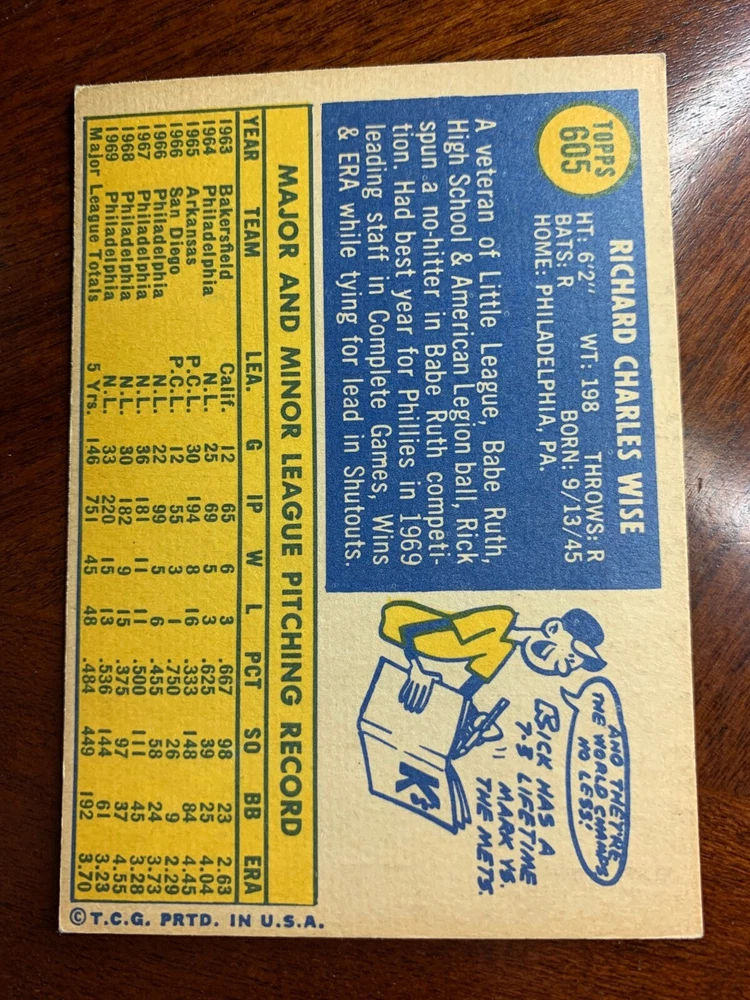 TOPPS
605
RICHARD CHARLES WISE
HT: 6'2" WT: 198 THROWS: R
BATS: R BORN: 9/13/45
HOME: PHILADELPHIA, PA.
A veteran of Little League, Babe Ruth,
High School & American Legion ball, Rick
spun a no-hitter in Babe Ruth competi-
tion. Had best year for Phillies in 1969
leading staff in Complete Games, Wins
& ERA while tying for lead in Shutouts.
AND THEY'RE
THE WORLD CHAMPS,
NO LESS!
RICK HAS A
7-3 LIFETIME
MARK VS.
THE METS.
K's
MAJOR AND MINOR LEAGUE PITCHING RECORD
YEAR TEAM LEA. G IP W L PCT SO BB ERA
1963 Bakersfield Calif. 12 65 6 3 .667 98 23 2.63
1964 Philadelphia N.L. 25 69 5 3 .625 39 25 4.04
1965 Arkansas P.C.L. 30 194 8 16 .333 148 84 4.45
1966 San Diego P.C.L. 12 55 3 1 .750 26 9 2.29
1966 Philadelphia N.L. 22 99 5 6 .455 58 24 3.73
1967 Philadelphia N.L. 36 181 11 11 .500 111 45 3.28
1968 Philadelphia N.L. 30 182 9 15 .375 97 37 4.55
1969 Philadelphia N.L. 33 220 15 13 .536 144 61 3.23
Major League Totals 5 Yrs. 146 751 45 48 .484 449 192 3.70
©T.C.G. PRTD. IN U.S.A.